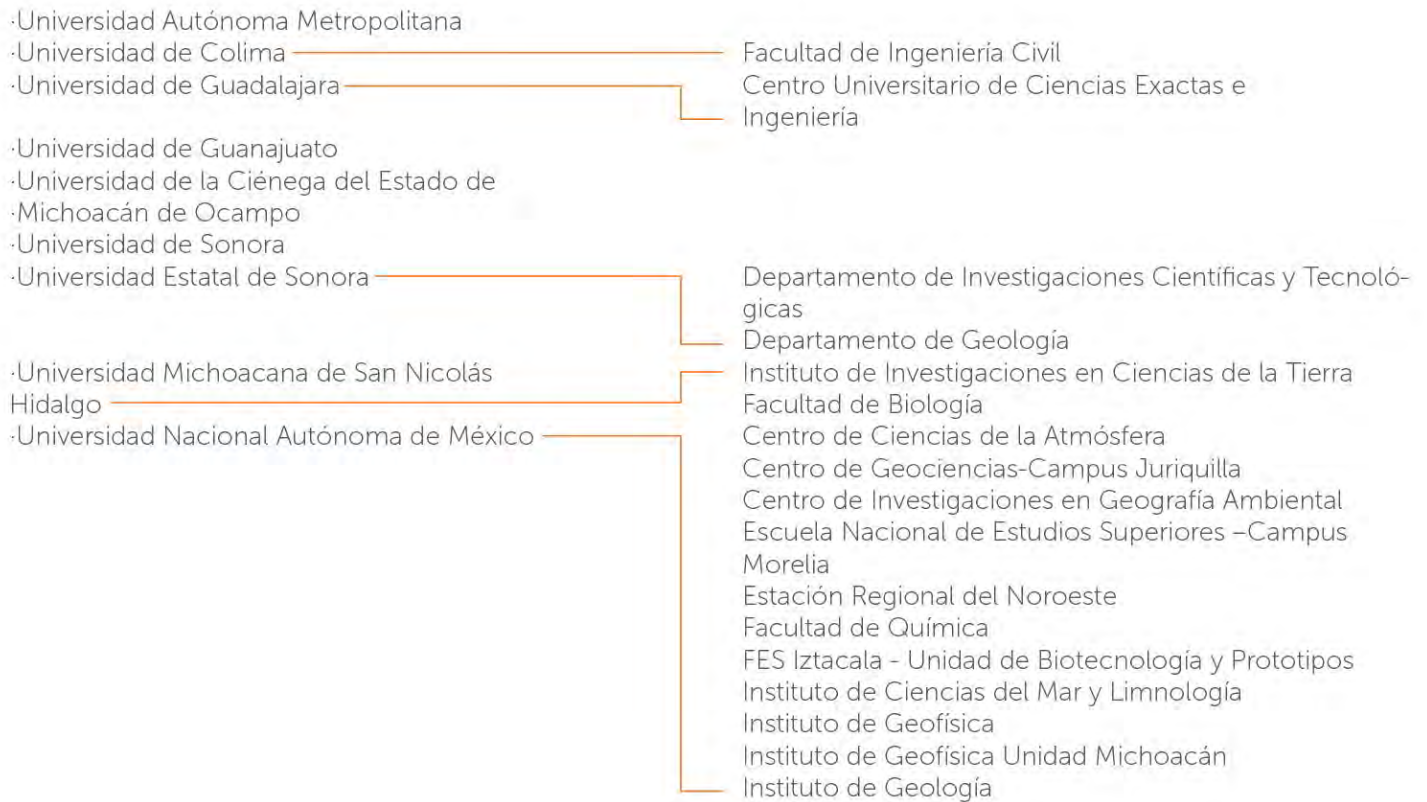 ·Universidad Autónoma Metropolitana
·Universidad de Colima
Facultad de Ingeniería Civil
·Universidad de Guadalajara
Centro Universitario de Ciencias Exactas e
Ingeniería
·Universidad de Guanajuato
·Universidad de la Ciénega del Estado de
·Michoacán de Ocampo
·Universidad de Sonora
·Universidad Estatal de Sonora
Departamento de Investigaciones Científicas y Tecnoló-
gicas
Departamento de Geología
·Universidad Michoacana de San Nicolás
Hidalgo
Instituto de Investigaciones en Ciencias de la Tierra
Facultad de Biología
·Universidad Nacional Autónoma de México
Centro de Ciencias de la Atmósfera
Centro de Geociencias-Campus Juriquilla
Centro de Investigaciones en Geografía Ambiental
Escuela Nacional de Estudios Superiores –Campus
Morelia
Estación Regional del Noroeste
Facultad de Química
FES Iztacala - Unidad de Biotecnología y Prototipos
Instituto de Ciencias del Mar y Limnología
Instituto de Geofísica
Instituto de Geofísica Unidad Michoacán
Instituto de Geología